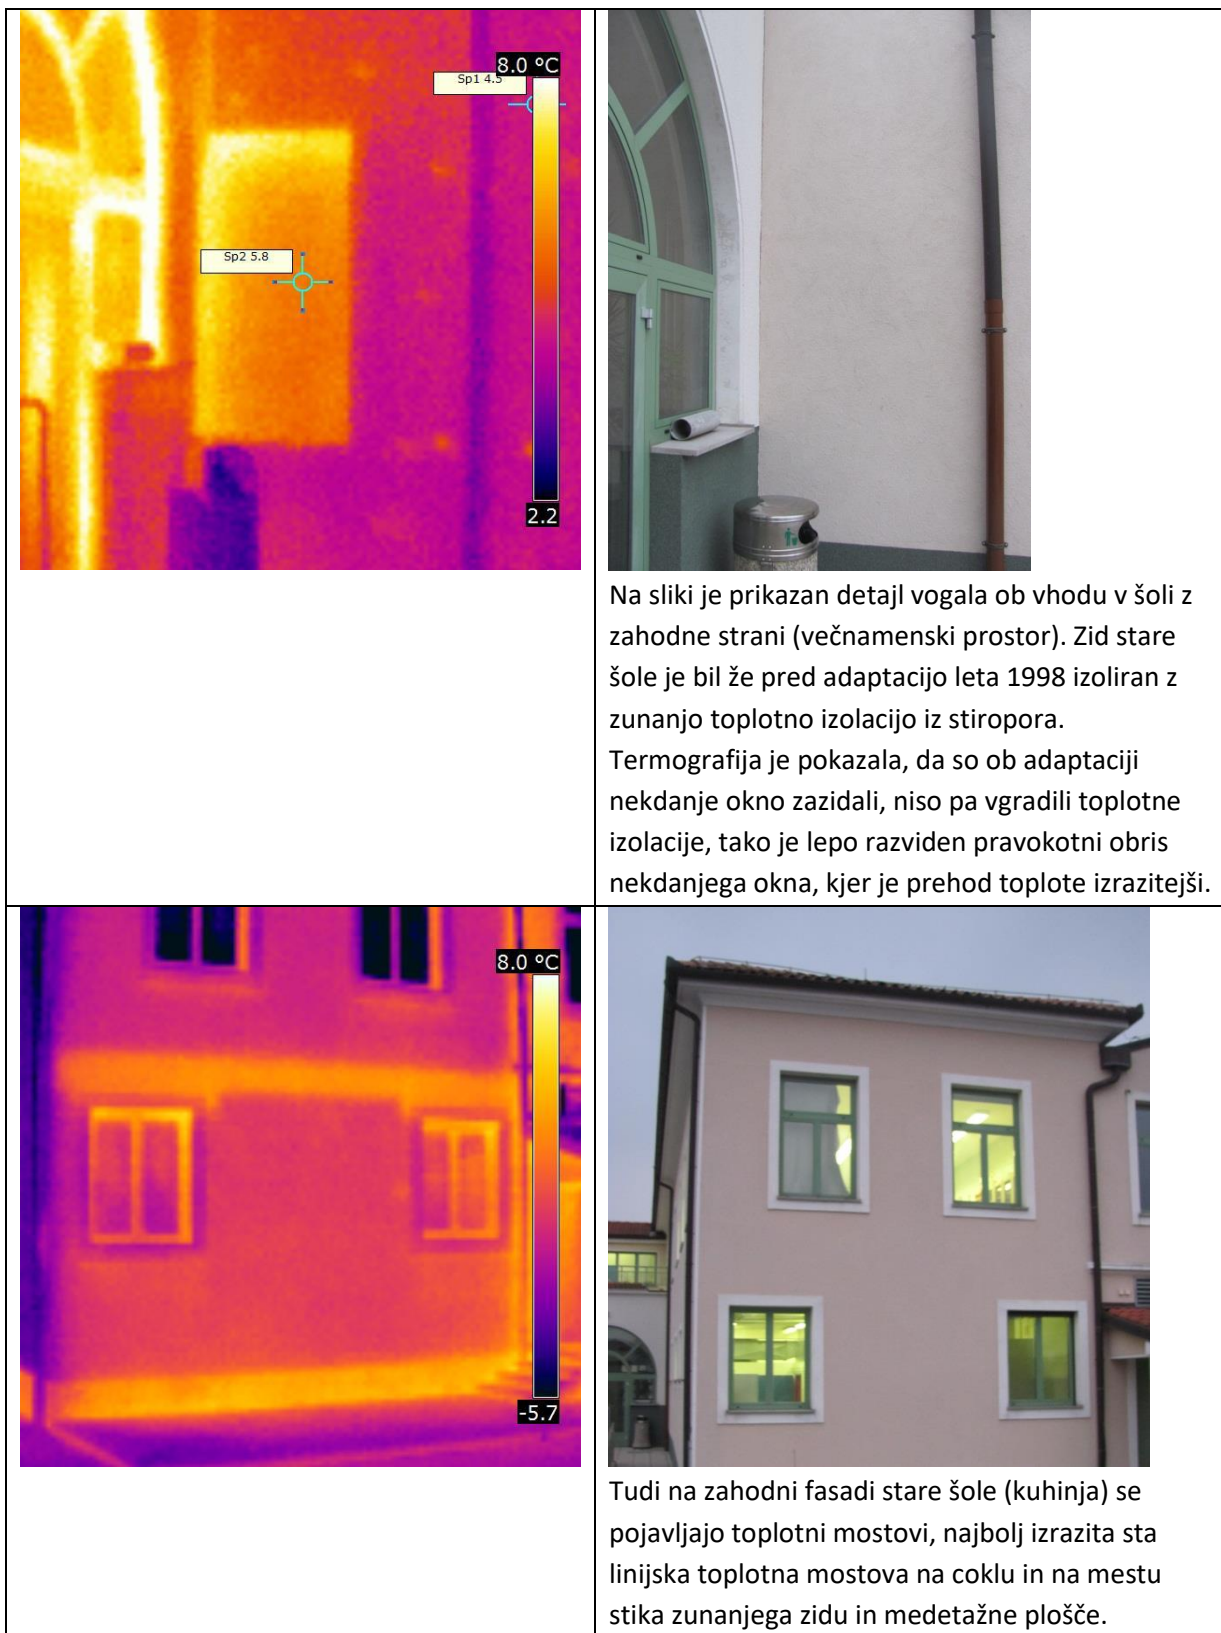 8.0 °C
Sp1 4.5
Sp2 5.8
2.2
Na sliki je prikazan detajl vogala ob vhodu v šoli z
zahodne strani (večnamenski prostor). Zid stare
šole je bil že pred adaptacijo leta 1998 izoliran z
zunanjo toplotno izolacijo iz stiropora.
Termografija je pokazala, da so ob adaptaciji
nekdanje okno zazidali, niso pa vgradili toplotne
izolacije, tako je lepo razviden pravokotni obris
nekdanjega okna, kjer je prehod toplote izrazitejši.
8.0 °C
-5.7
Tudi na zahodni fasadi stare šole (kuhinja) se
pojavljajo toplotni mostovi, najbolj izrazita sta
linijska toplotna mostova na coklu in na mestu
stika zunanjega zidu in medetažne plošče.